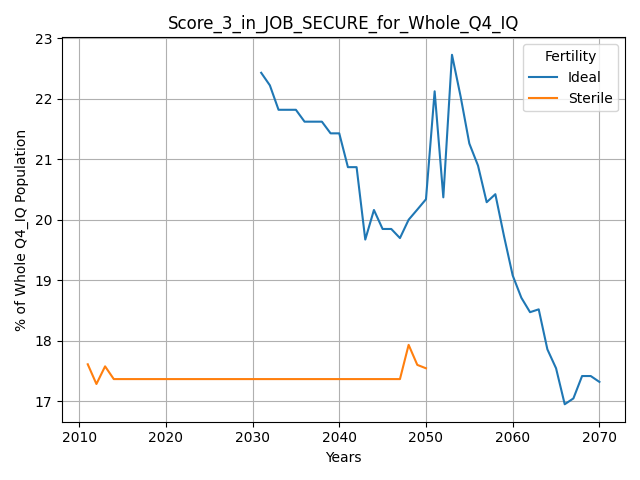 Score_3_in_JOB_SECURE_for_Whole_Q4_IQ
% of Whole Q4_IQ Population
23
22
21
20
19
18
17
Fertility
Ideal
Sterile
2010 2020 2030 2040 2050 2060 2070
Years